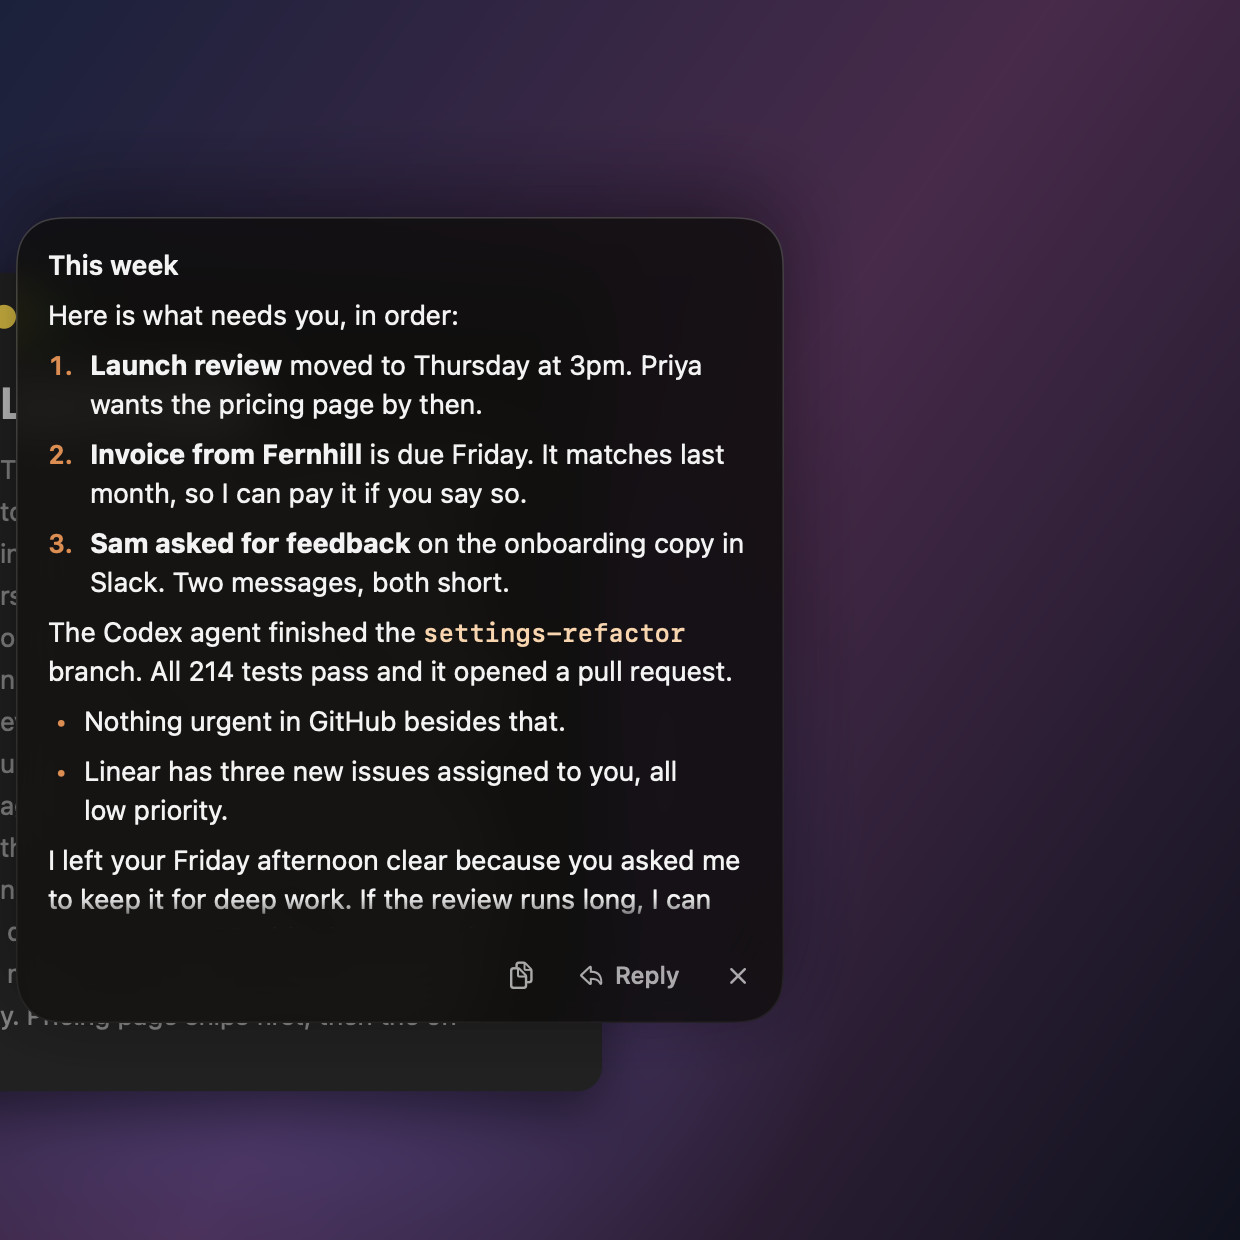 This week
Here is what needs you, in order:
1. Launch review moved to Thursday at 3pm. Priya
wants the pricing page by then.
2. Invoice from Fernhill is due Friday. It matches last
month, so I can pay it if you say so.
3. Sam asked for feedback on the onboarding copy in
Slack. Two messages, both short.
The Codex agent finished the settings-refactor
branch. All 214 tests pass and it opened a pull request.
• Nothing urgent in GitHub besides that.
• Linear has three new issues assigned to you, all
low priority.
I left your Friday afternoon clear because you asked me
to keep it for deep work. If the review runs long, I can
Reply